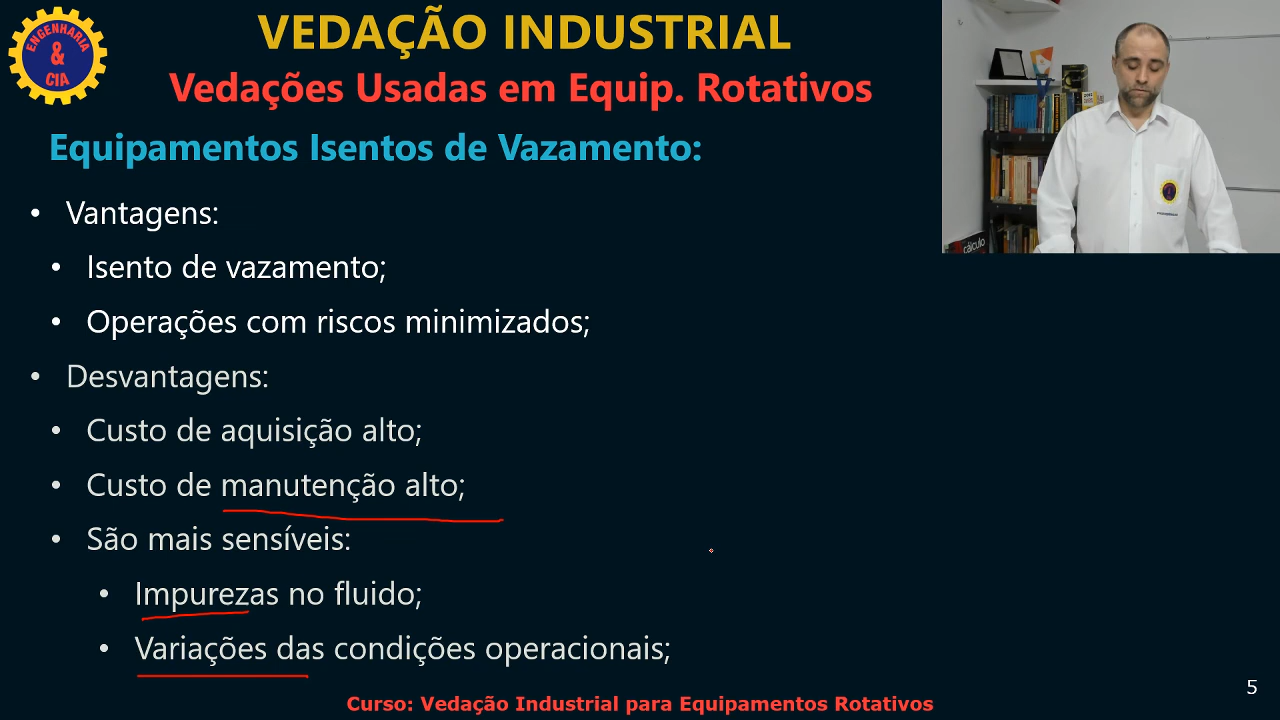 ENGENHARIA
&
CIA
VEDAÇÃO INDUSTRIAL
Vedações Usadas em Equip. Rotativos
Equipamentos Isentos de Vazamento:
• Vantagens:
• Isento de vazamento;
• Operações com riscos minimizados;
• Desvantagens:
• Custo de aquisição alto;
• Custo de manutenção alto;
• São mais sensíveis:
• Impurezas no fluido;
• Variações das condições operacionais;
cálculo
Curso: Vedação Industrial para Equipamentos Rotativos
5